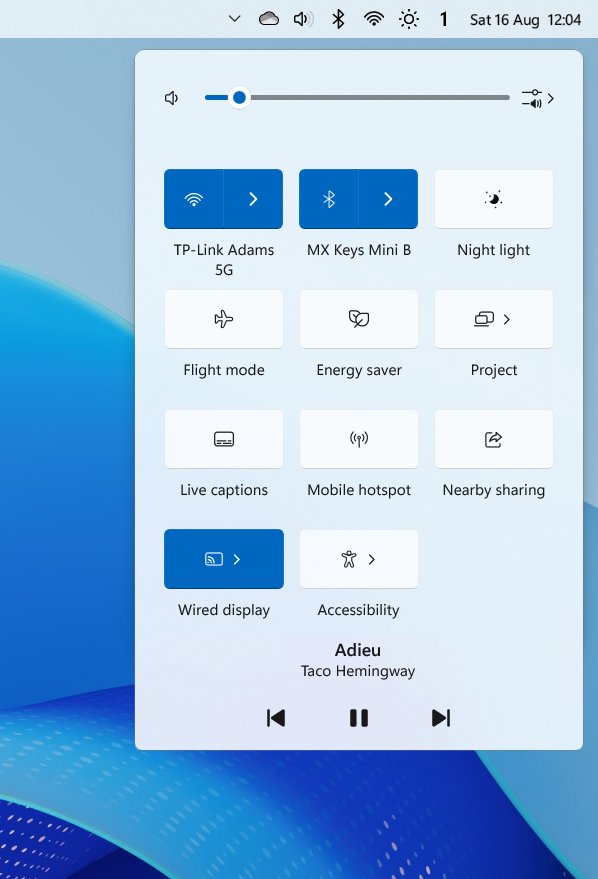 1 Sat 16 Aug 12:04
TP-Link Adams
5G
MX Keys Mini B
Night light
Flight mode
Energy saver
Project
Live captions
Mobile hotspot
Nearby sharing
Wired display
Accessibility
Adieu
Taco Hemingway